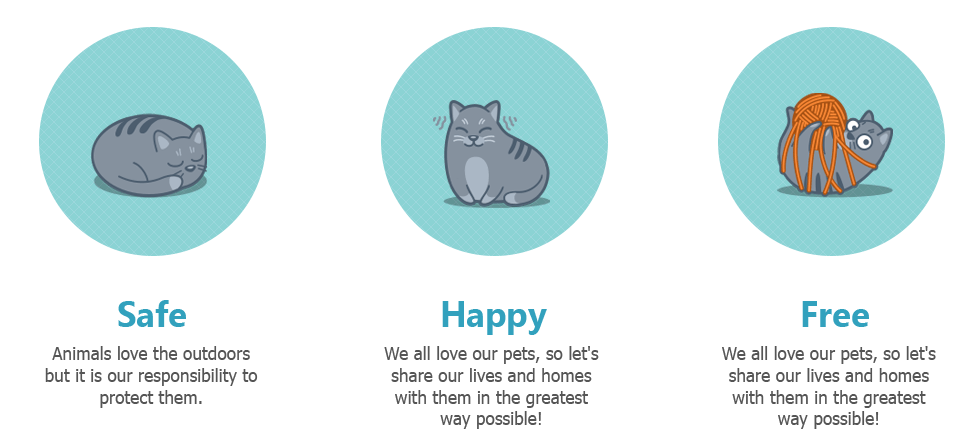 Safe
Animals love the outdoors
but it is our responsibility to
protect them.
Happy
We all love our pets, so let's
share our lives and homes
with them in the greatest
way possible!
Free
We all love our pets, so let's
share our lives and homes
with them in the greatest
way possible!